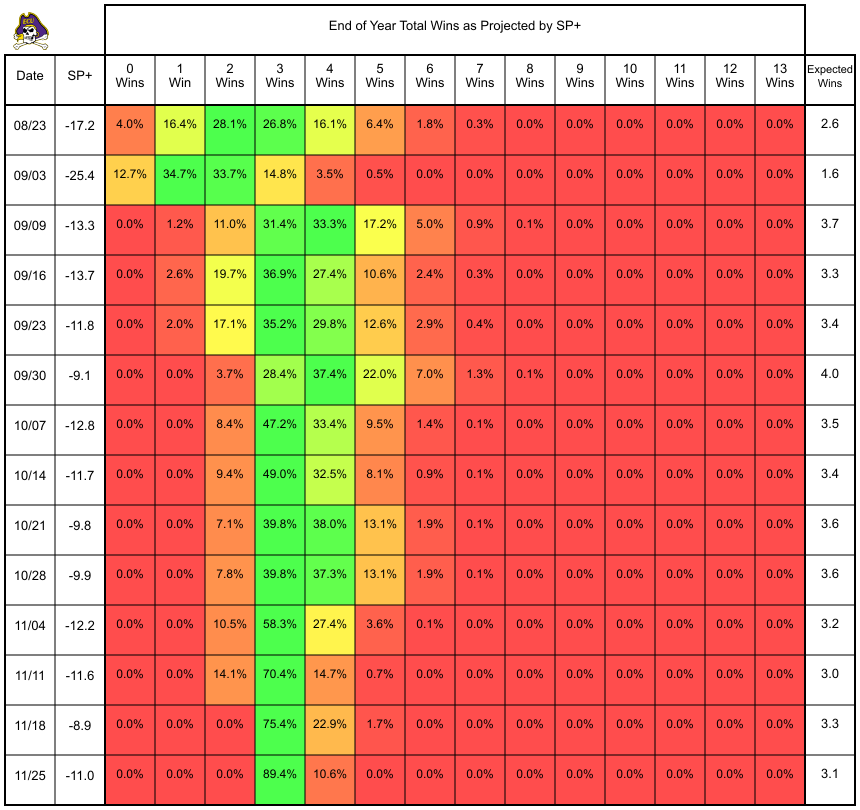 ECU
End of Year Total Wins as Projected by SP+
Date SP+ 0 Wins 1 Win 2 Wins 3 Wins 4 Wins 5 Wins 6 Wins 7 Wins 8 Wins 9 Wins 10 Wins 11 Wins 12 Wins 13 Wins Expected Wins
08/23 -17.2 4.0% 16.4% 28.1% 26.8% 16.1% 6.4% 1.8% 0.3% 0.0% 0.0% 0.0% 0.0% 0.0% 0.0% 2.6
09/03 -25.4 12.7% 34.7% 33.7% 14.8% 3.5% 0.5% 0.0% 0.0% 0.0% 0.0% 0.0% 0.0% 0.0% 0.0% 1.6
09/09 -13.3 0.0% 1.2% 11.0% 31.4% 33.3% 17.2% 5.0% 0.9% 0.1% 0.0% 0.0% 0.0% 0.0% 0.0% 3.7
09/16 -13.7 0.0% 2.6% 19.7% 36.9% 27.4% 10.6% 2.4% 0.3% 0.0% 0.0% 0.0% 0.0% 0.0% 0.0% 3.3
09/23 -11.8 0.0% 2.0% 17.1% 35.2% 29.8% 12.6% 2.9% 0.4% 0.0% 0.0% 0.0% 0.0% 0.0% 0.0% 3.4
09/30 -9.1 0.0% 0.0% 3.7% 28.4% 37.4% 22.0% 7.0% 1.3% 0.1% 0.0% 0.0% 0.0% 0.0% 0.0% 4.0
10/07 -12.8 0.0% 0.0% 8.4% 47.2% 33.4% 9.5% 1.4% 0.1% 0.0% 0.0% 0.0% 0.0% 0.0% 0.0% 3.5
10/14 -11.7 0.0% 0.0% 9.4% 49.0% 32.5% 8.1% 0.9% 0.1% 0.0% 0.0% 0.0% 0.0% 0.0% 0.0% 3.4
10/21 -9.8 0.0% 0.0% 7.1% 39.8% 38.0% 13.1% 1.9% 0.1% 0.0% 0.0% 0.0% 0.0% 0.0% 0.0% 3.6
10/28 -9.9 0.0% 0.0% 7.8% 39.8% 37.3% 13.1% 1.9% 0.1% 0.0% 0.0% 0.0% 0.0% 0.0% 0.0% 3.6
11/04 -12.2 0.0% 0.0% 10.5% 58.3% 27.4% 3.6% 0.1% 0.0% 0.0% 0.0% 0.0% 0.0% 0.0% 0.0% 3.2
11/11 -11.6 0.0% 0.0% 14.1% 70.4% 14.7% 0.7% 0.0% 0.0% 0.0% 0.0% 0.0% 0.0% 0.0% 0.0% 3.0
11/18 -8.9 0.0% 0.0% 0.0% 75.4% 22.9% 1.7% 0.0% 0.0% 0.0% 0.0% 0.0% 0.0% 0.0% 0.0% 3.3
11/25 -11.0 0.0% 0.0% 0.0% 89.4% 10.6% 0.0% 0.0% 0.0% 0.0% 0.0% 0.0% 0.0% 0.0% 0.0% 3.1